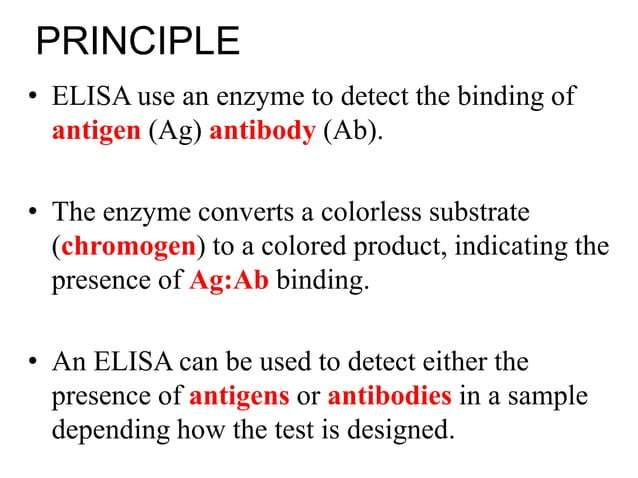 PRINCIPLE
• ELISA use an enzyme to detect the binding of
antigen (Ag) antibody (Ab).
• The enzyme converts a colorless substrate
(chromogen) to a colored product, indicating the
presence of Ag:Ab binding.
• An ELISA can be used to detect either the
presence of antigens or antibodies in a sample
depending how the test is designed.